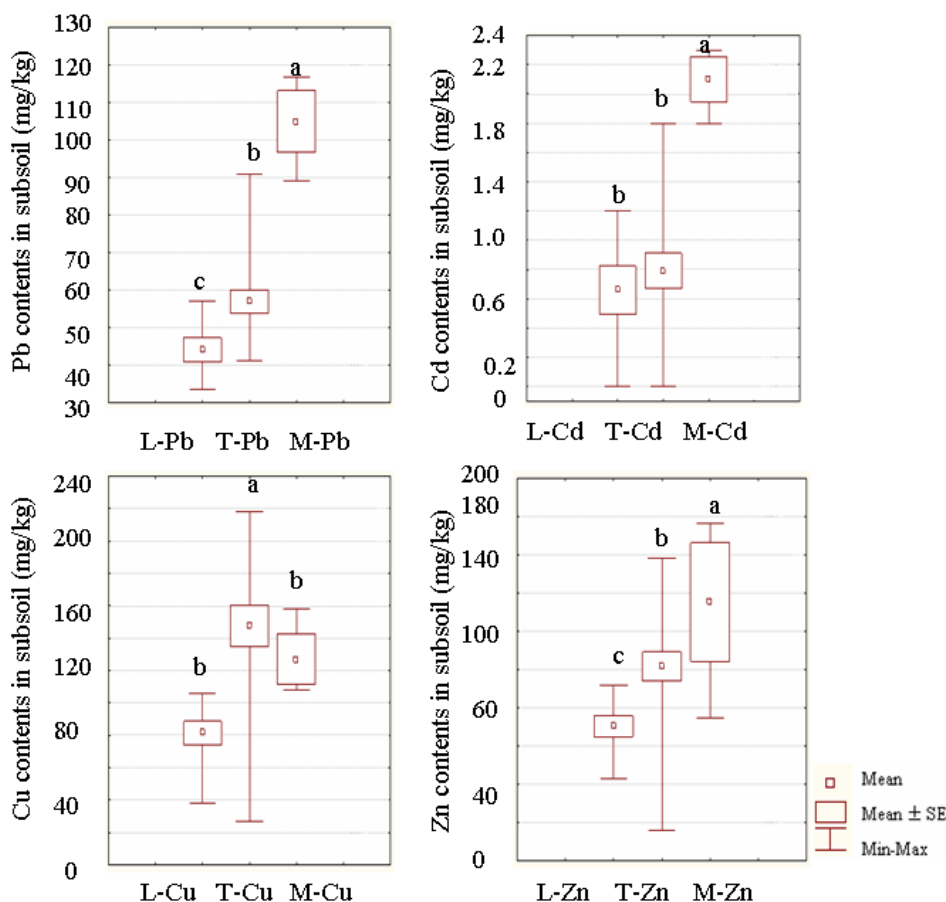 Pb contents in subsoil (mg/kg)
130
120
110
100
90
80
70
60
50
40
30
c
b
a
L-Pb T-Pb M-Pb
Cd contents in subsoil (mg/kg)
2.4
2.2
1.8
1.4
1.0
0.6
0.2
0
b
b
a
L-Cd T-Cd M-Cd
Cu contents in subsoil (mg/kg)
240
200
160
120
80
40
0
b
a
b
L-Cu T-Cu M-Cu
Zn contents in subsoil (mg/kg)
200
180
140
100
60
40
0
c
b
a
L-Zn T-Zn M-Zn
Mean
Mean ± SE
Min-Max